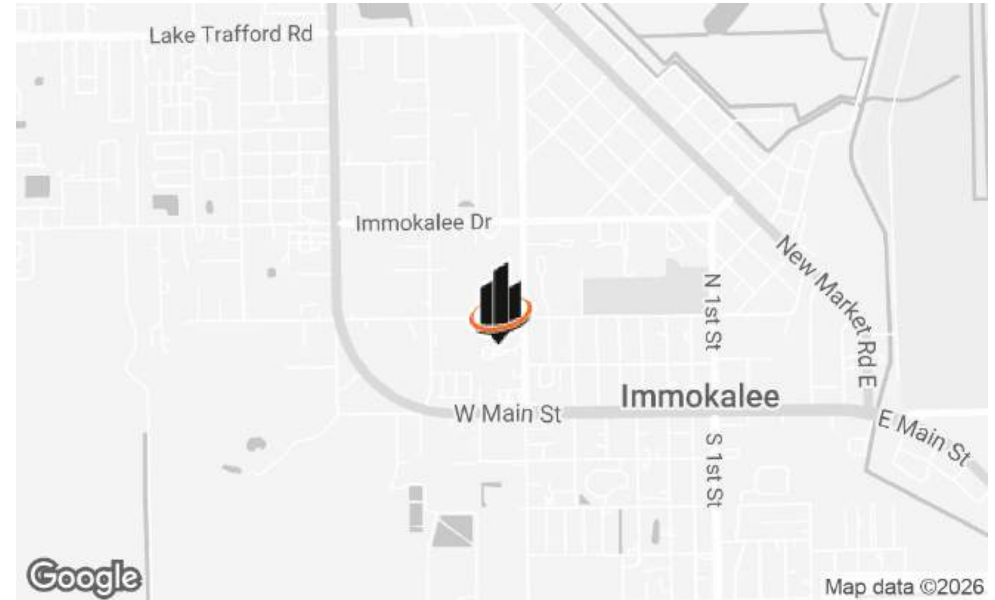 Lake Trafford Rd
Immokalee Dr
New Market Rd E
N 1st St
Immokalee
W Main St
E Main St
S 1st St
Google
Map data ©2026